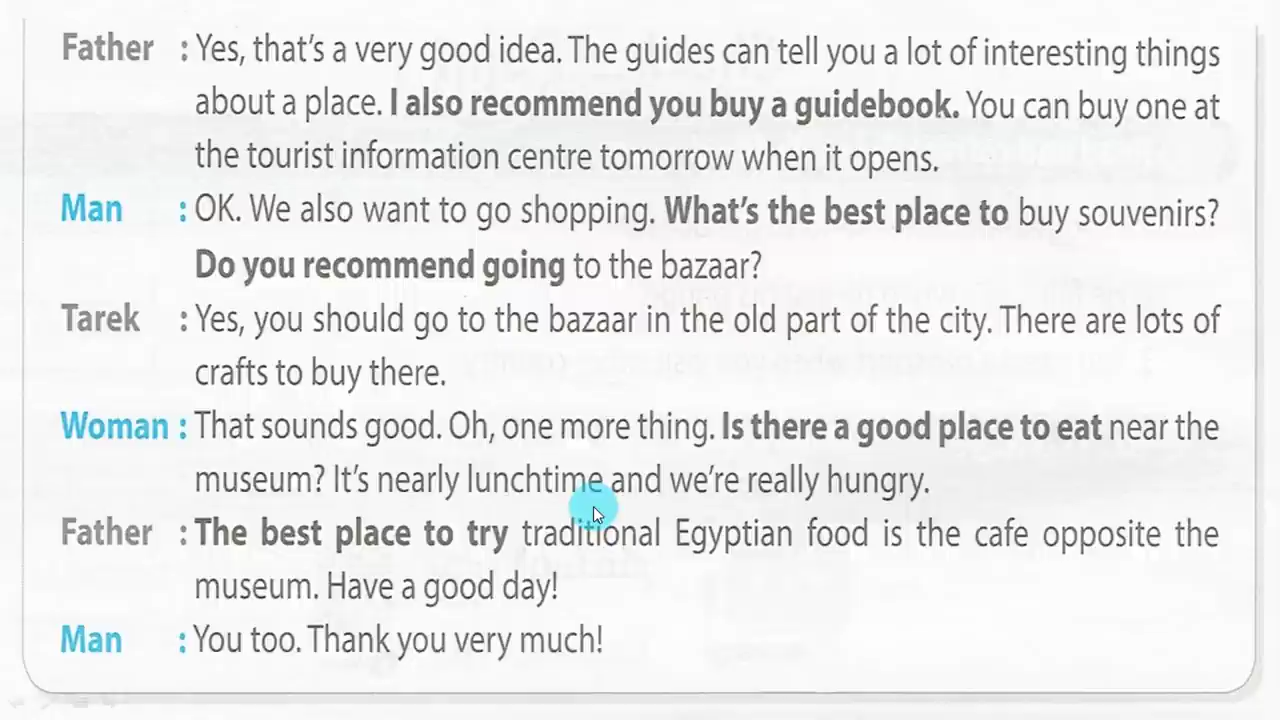 Father : Yes, that's a very good idea. The guides can tell you a lot of interesting things
about a place. I also recommend you buy a guidebook. You can buy one at
the tourist information centre tomorrow when it opens.
Man : OK. We also want to go shopping. What's the best place to buy souvenirs?
Do you recommend going to the bazaar?
Tarek : Yes, you should go to the bazaar in the old part of the city. There are lots of
crafts to buy there.
Woman : That sounds good. Oh, one more thing. Is there a good place to eat near the
museum? It's nearly lunchtime and we're really hungry.
Father : The best place to try traditional Egyptian food is the cafe opposite the
museum. Have a good day!
Man : You too. Thank you very much!